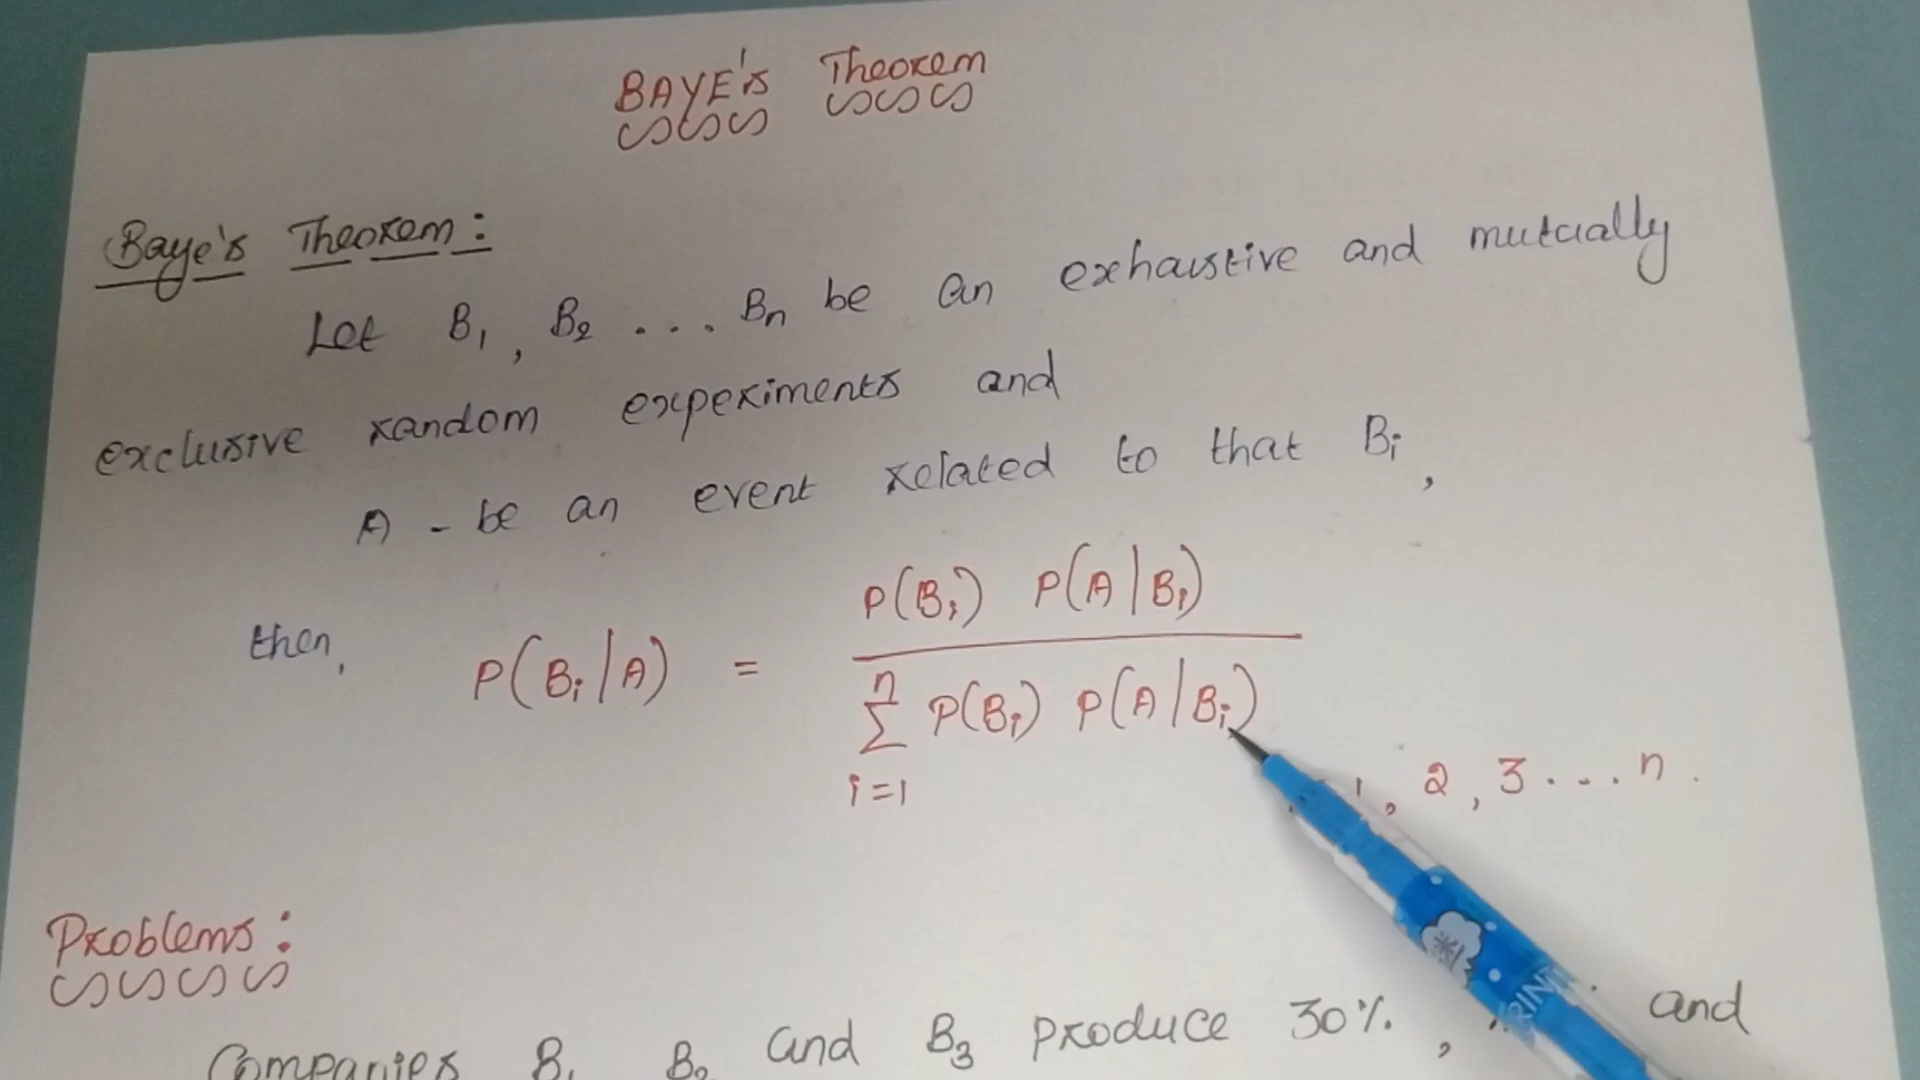 BAYE's Theorem
Baye's Theorem:
Let B₁, B₂ ... Bn be an exhaustive and mutually
exclusive random experiments and
A - be an event related to that Bi,
then, P(Bi/A) = P(Bi) P(A/Bi)
n
Σ P(Bi) P(A/Bi)
i=1
1, 2, 3 ... n.
Problems:
Companies B₁ B₂ and B₃ produce 30%, and